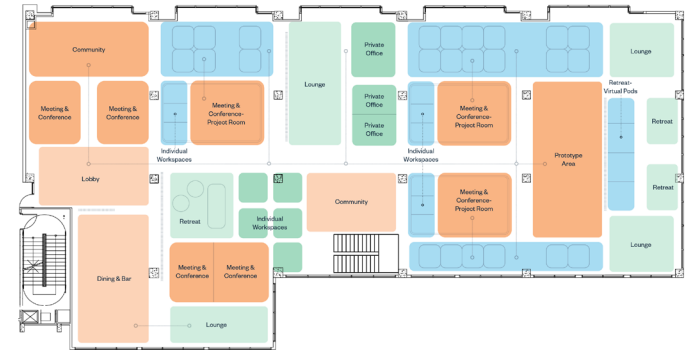 Community
Private
Office
Lounge
Lounge
Retreat-
Virtual Pods
Meeting &
Conference
Meeting &
Conference
Meeting &
Conference-
Project Room
Private
Office
Private
Office
Meeting &
Conference-
Project Room
Retreat
Individual
Workspaces
Individual
Workspaces
Prototype
Area
Lobby
Retreat
Meeting &
Conference-
Project Room
Community
Retreat
Individual
Workspaces
Lounge
Meeting &
Conference
Meeting &
Conference
Dining & Bar
Lounge